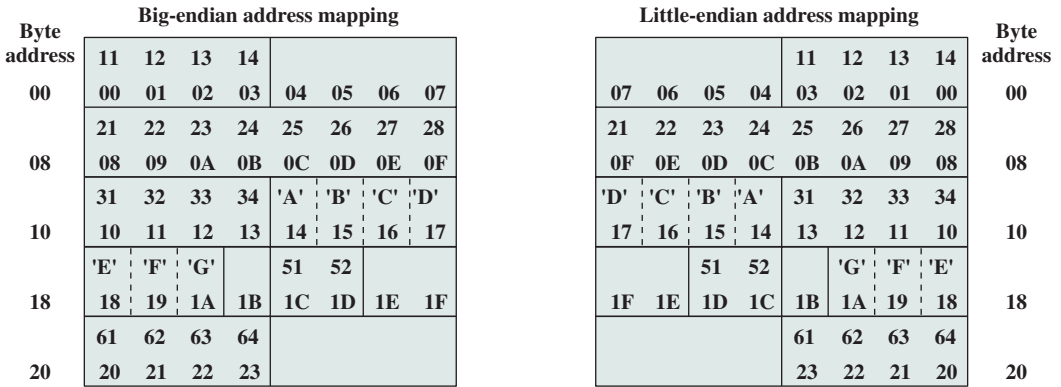 Big-endian address mapping
Little-endian address mapping
Byte address
Byte address
11 12 13 14
11 12 13 14
00 00 01 02 03 04 05 06 07
07 06 05 04 03 02 01 00 00
21 22 23 24 25 26 27 28
21 22 23 24 25 26 27 28
08 08 09 0A 0B 0C 0D 0E 0F
0F 0E 0D 0C 0B 0A 09 08 08
31 32 33 34 'A' 'B' 'C' 'D'
'D' 'C' 'B' 'A' 31 32 33 34
10 10 11 12 13 14 15 16 17
17 16 15 14 13 12 11 10 10
'E' 'F' 'G' 51 52
51 52 'G' 'F' 'E'
18 18 19 1A 1B 1C 1D 1E 1F
1F 1E 1D 1C 1B 1A 19 18 18
61 62 63 64
61 62 63 64
20 20 21 22 23
23 22 21 20 20